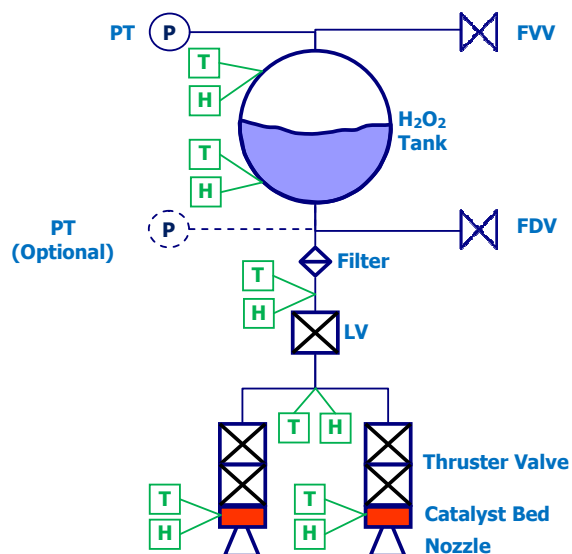 PT
P
FVV
T
H
H₂O₂
Tank
T
H
PT
(Optional)
P
FDV
Filter
T
H
LV
T
H
Thruster Valve
T
H
T
H
Catalyst Bed
Nozzle